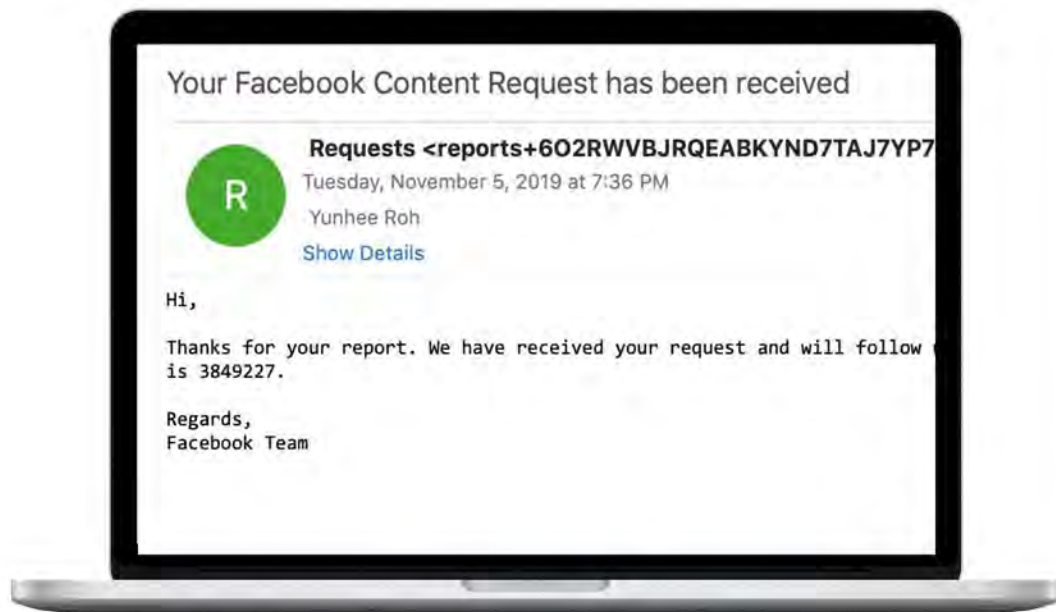 Your Facebook Content Request has been received
Requests <reports+6O2RWVBJRQEABKYND7TAJ7YP7
R
Tuesday, November 5, 2019 at 7:36 PM
Yunhee Roh
Show Details
Hi,
Thanks for your report. We have received your request and will follow
is 3849227.
Regards,
Facebook Team